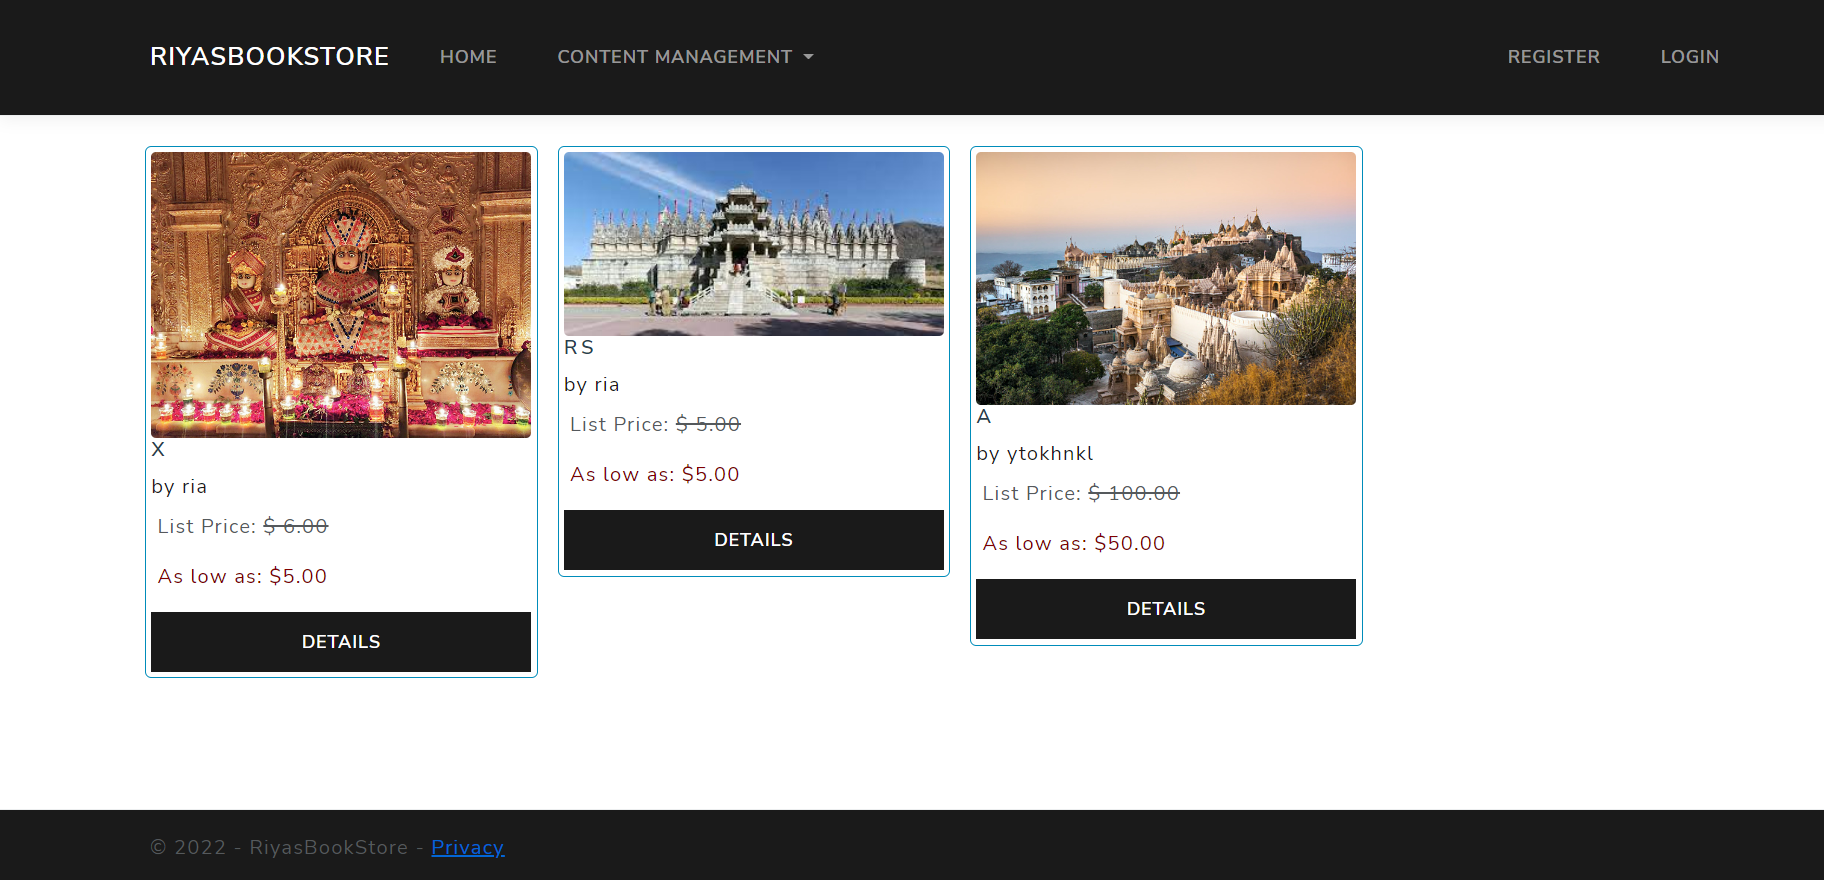 RIYASBOOKSTORE HOME CONTENT MANAGEMENT REGISTER LOGIN
X
by ria
List Price: $ 6.00
As low as: $5.00
DETAILS
R S
by ria
List Price: $ 5.00
As low as: $5.00
DETAILS
A
by ytokhnkl
List Price: $ 100.00
As low as: $50.00
DETAILS
© 2022 - RiyasBookStore - Privacy